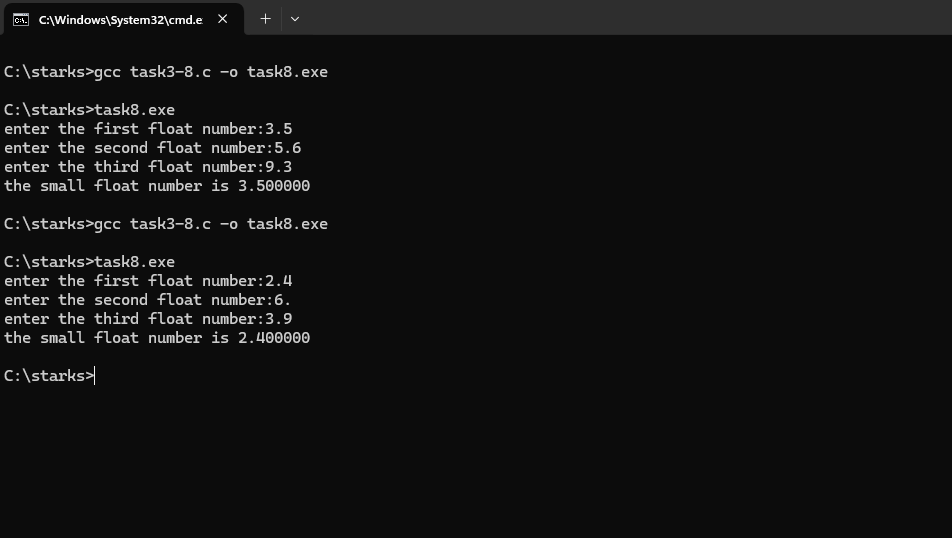 C:\Windows\System32\cmd.e
C:\starks>gcc task3-8.c -o task8.exe
C:\starks>task8.exe
enter the first float number:3.5
enter the second float number:5.6
enter the third float number:9.3
the small float number is 3.500000
C:\starks>gcc task3-8.c -o task8.exe
C:\starks>task8.exe
enter the first float number:2.4
enter the second float number:6.
enter the third float number:3.9
the small float number is 2.400000
C:\starks>